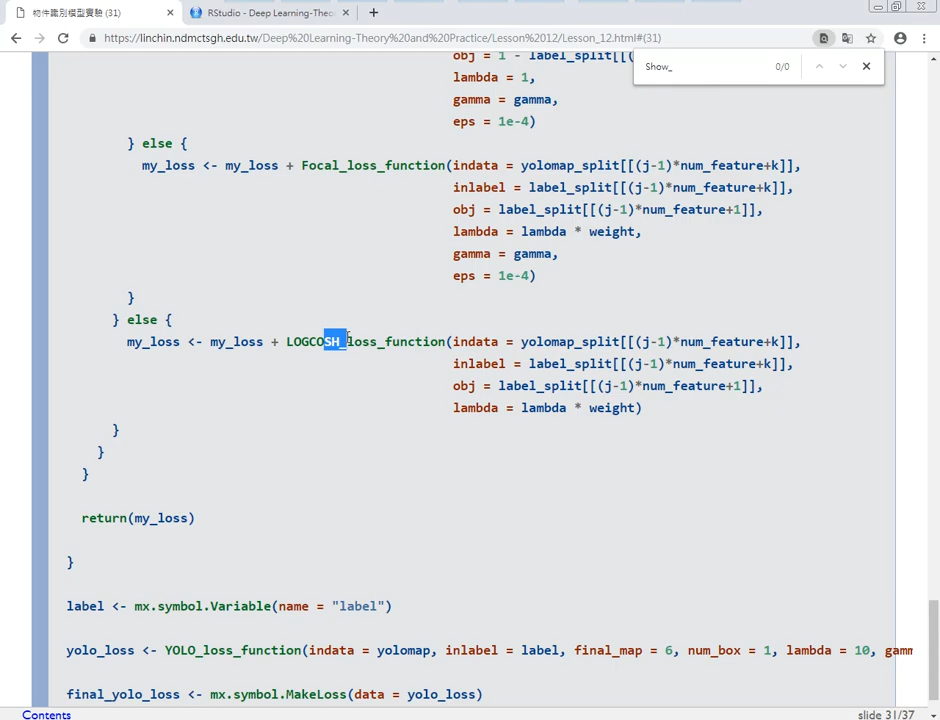 物件識別模型實驗 (31)
RStudio - Deep Learning-Theo
https://linchin.ndmctsgh.edu.tw/Deep%20Learning-Theory%20and%20Practice/Lesson%2012/Lesson_12.html#(31)
Show_ 0/0
obj = 1 - label_split[[(
lambda = 1,
gamma = gamma,
eps = 1e-4)
} else {
my_loss <- my_loss + Focal_loss_function(indata = yolomap_split[[(j-1)*num_feature+k]],
inlabel = label_split[[(j-1)*num_feature+k]],
obj = label_split[[(j-1)*num_feature+1]],
lambda = lambda * weight,
gamma = gamma,
eps = 1e-4)
}
} else {
my_loss <- my_loss + LOGCOSH_loss_function(indata = yolomap_split[[(j-1)*num_feature+k]],
inlabel = label_split[[(j-1)*num_feature+k]],
obj = label_split[[(j-1)*num_feature+1]],
lambda = lambda * weight)
}
}
}
return(my_loss)
}
label <- mx.symbol.Variable(name = "label")
yolo_loss <- YOLO_loss_function(indata = yolomap, inlabel = label, final_map = 6, num_box = 1, lambda = 10, gamm
final_yolo_loss <- mx.symbol.MakeLoss(data = yolo_loss)
Contents
slide 31/37